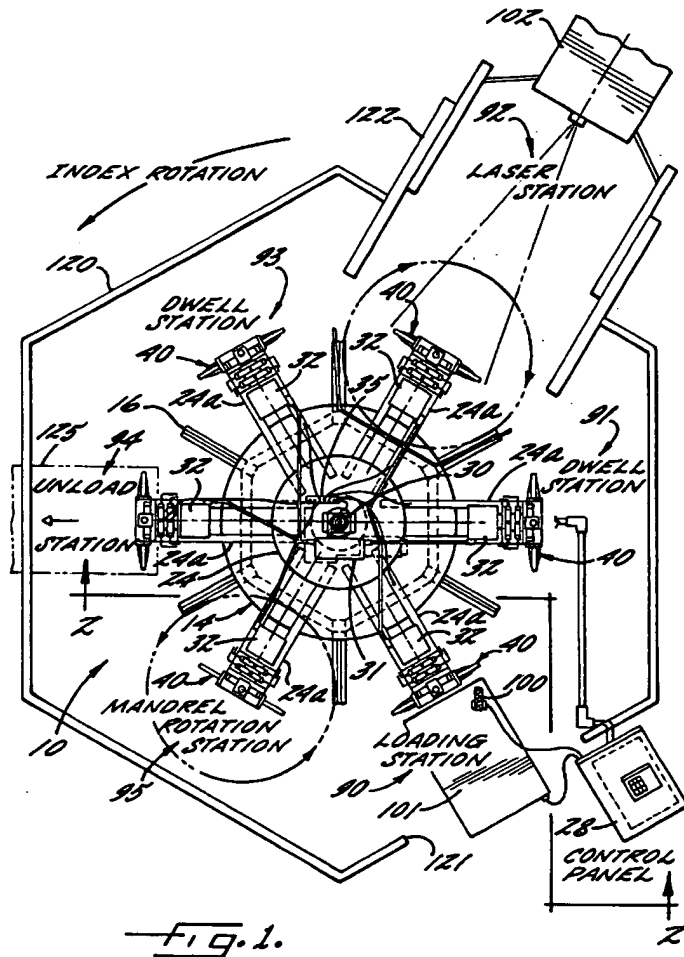 102
122
92
LASER
STATION
INDEX ROTATION
120
93
DWELL
STATION
40
40
32
35
32
24a
24a
16
91
30
125
94
24a
DWELL
STATION
UNLOAD
32
STATION
32
24a
24
40
Z
14
24a
32
32
31
40
40
24a
100
MANDREL
ROTATION
STATION
LOADING
STATION
10
95
90
101
28
121
CONTROL
PANEL
Z
Fig. 1.